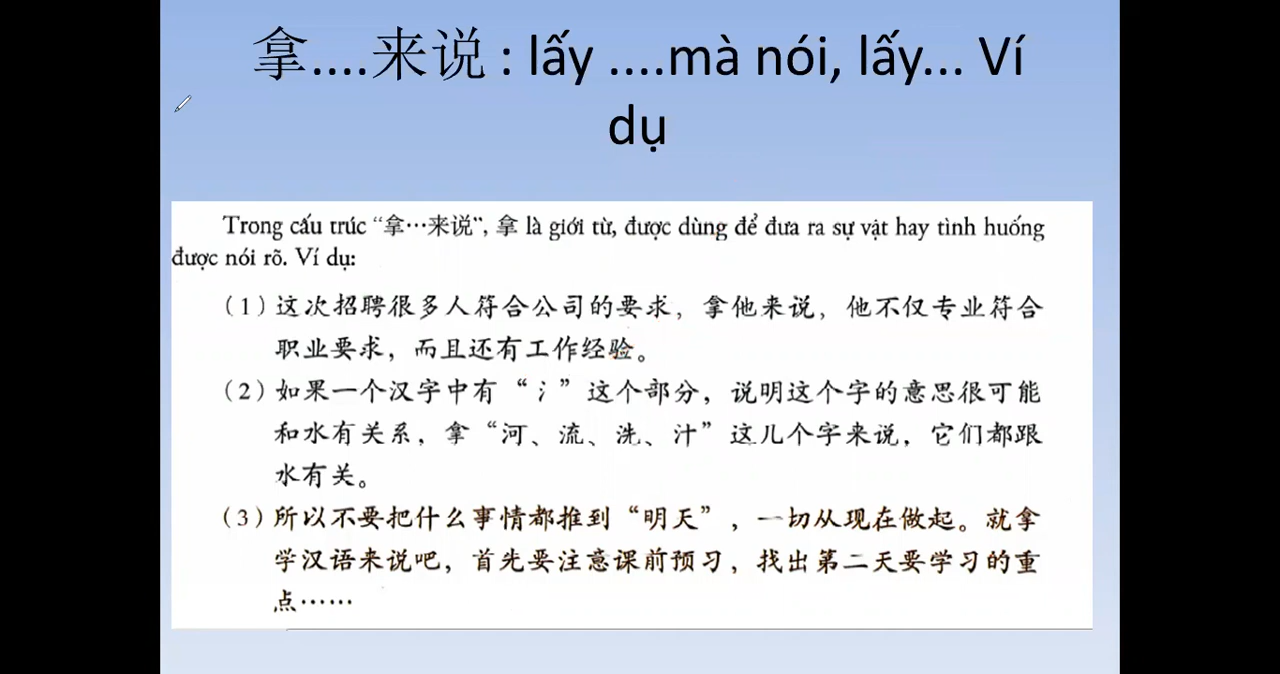 拿....来说 : lấy ....mà nói, lấy... Ví
dụ
Trong cấu trúc “拿…来说”, 拿 là giới từ, được dùng để đưa ra sự vật hay tình huống
được nói rõ. Ví dụ:
（1）这次招聘很多人符合公司的要求，拿他来说，他不仅专业符合
职业要求，而且还有工作经验。
（2）如果一个汉字中有“氵”这个部分，说明这个字的意思很可能
和水有关系，拿“河、流、洗、汁”这几个字来说，它们都跟
水有关。
（3）所以不要把什么事情都推到“明天”，一切从现在做起。就拿
学汉语来说吧，首先要注意课前预习，找出第二天要学习的重
点……